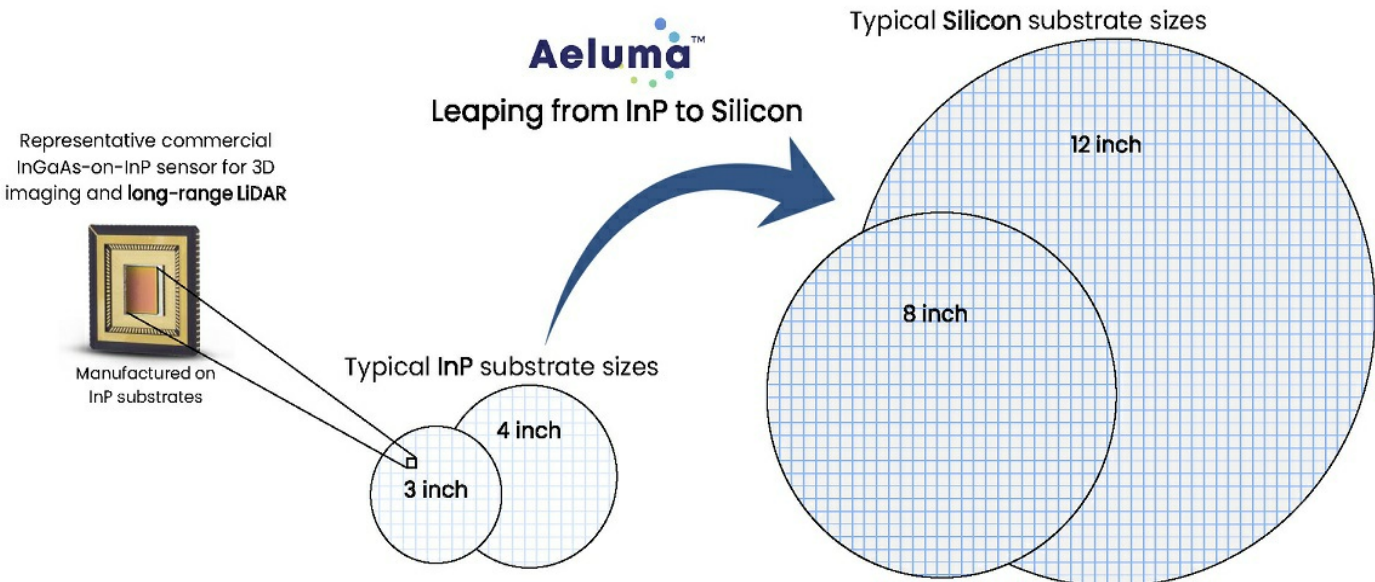 Aeluma™
Leaping from InP to Silicon
Representative commercial
InGaAs-on-InP sensor for 3D
imaging and long-range LiDAR
Manufactured on
InP substrates
Typical InP substrate sizes
3 inch
4 inch
Typical Silicon substrate sizes
12 inch
8 inch